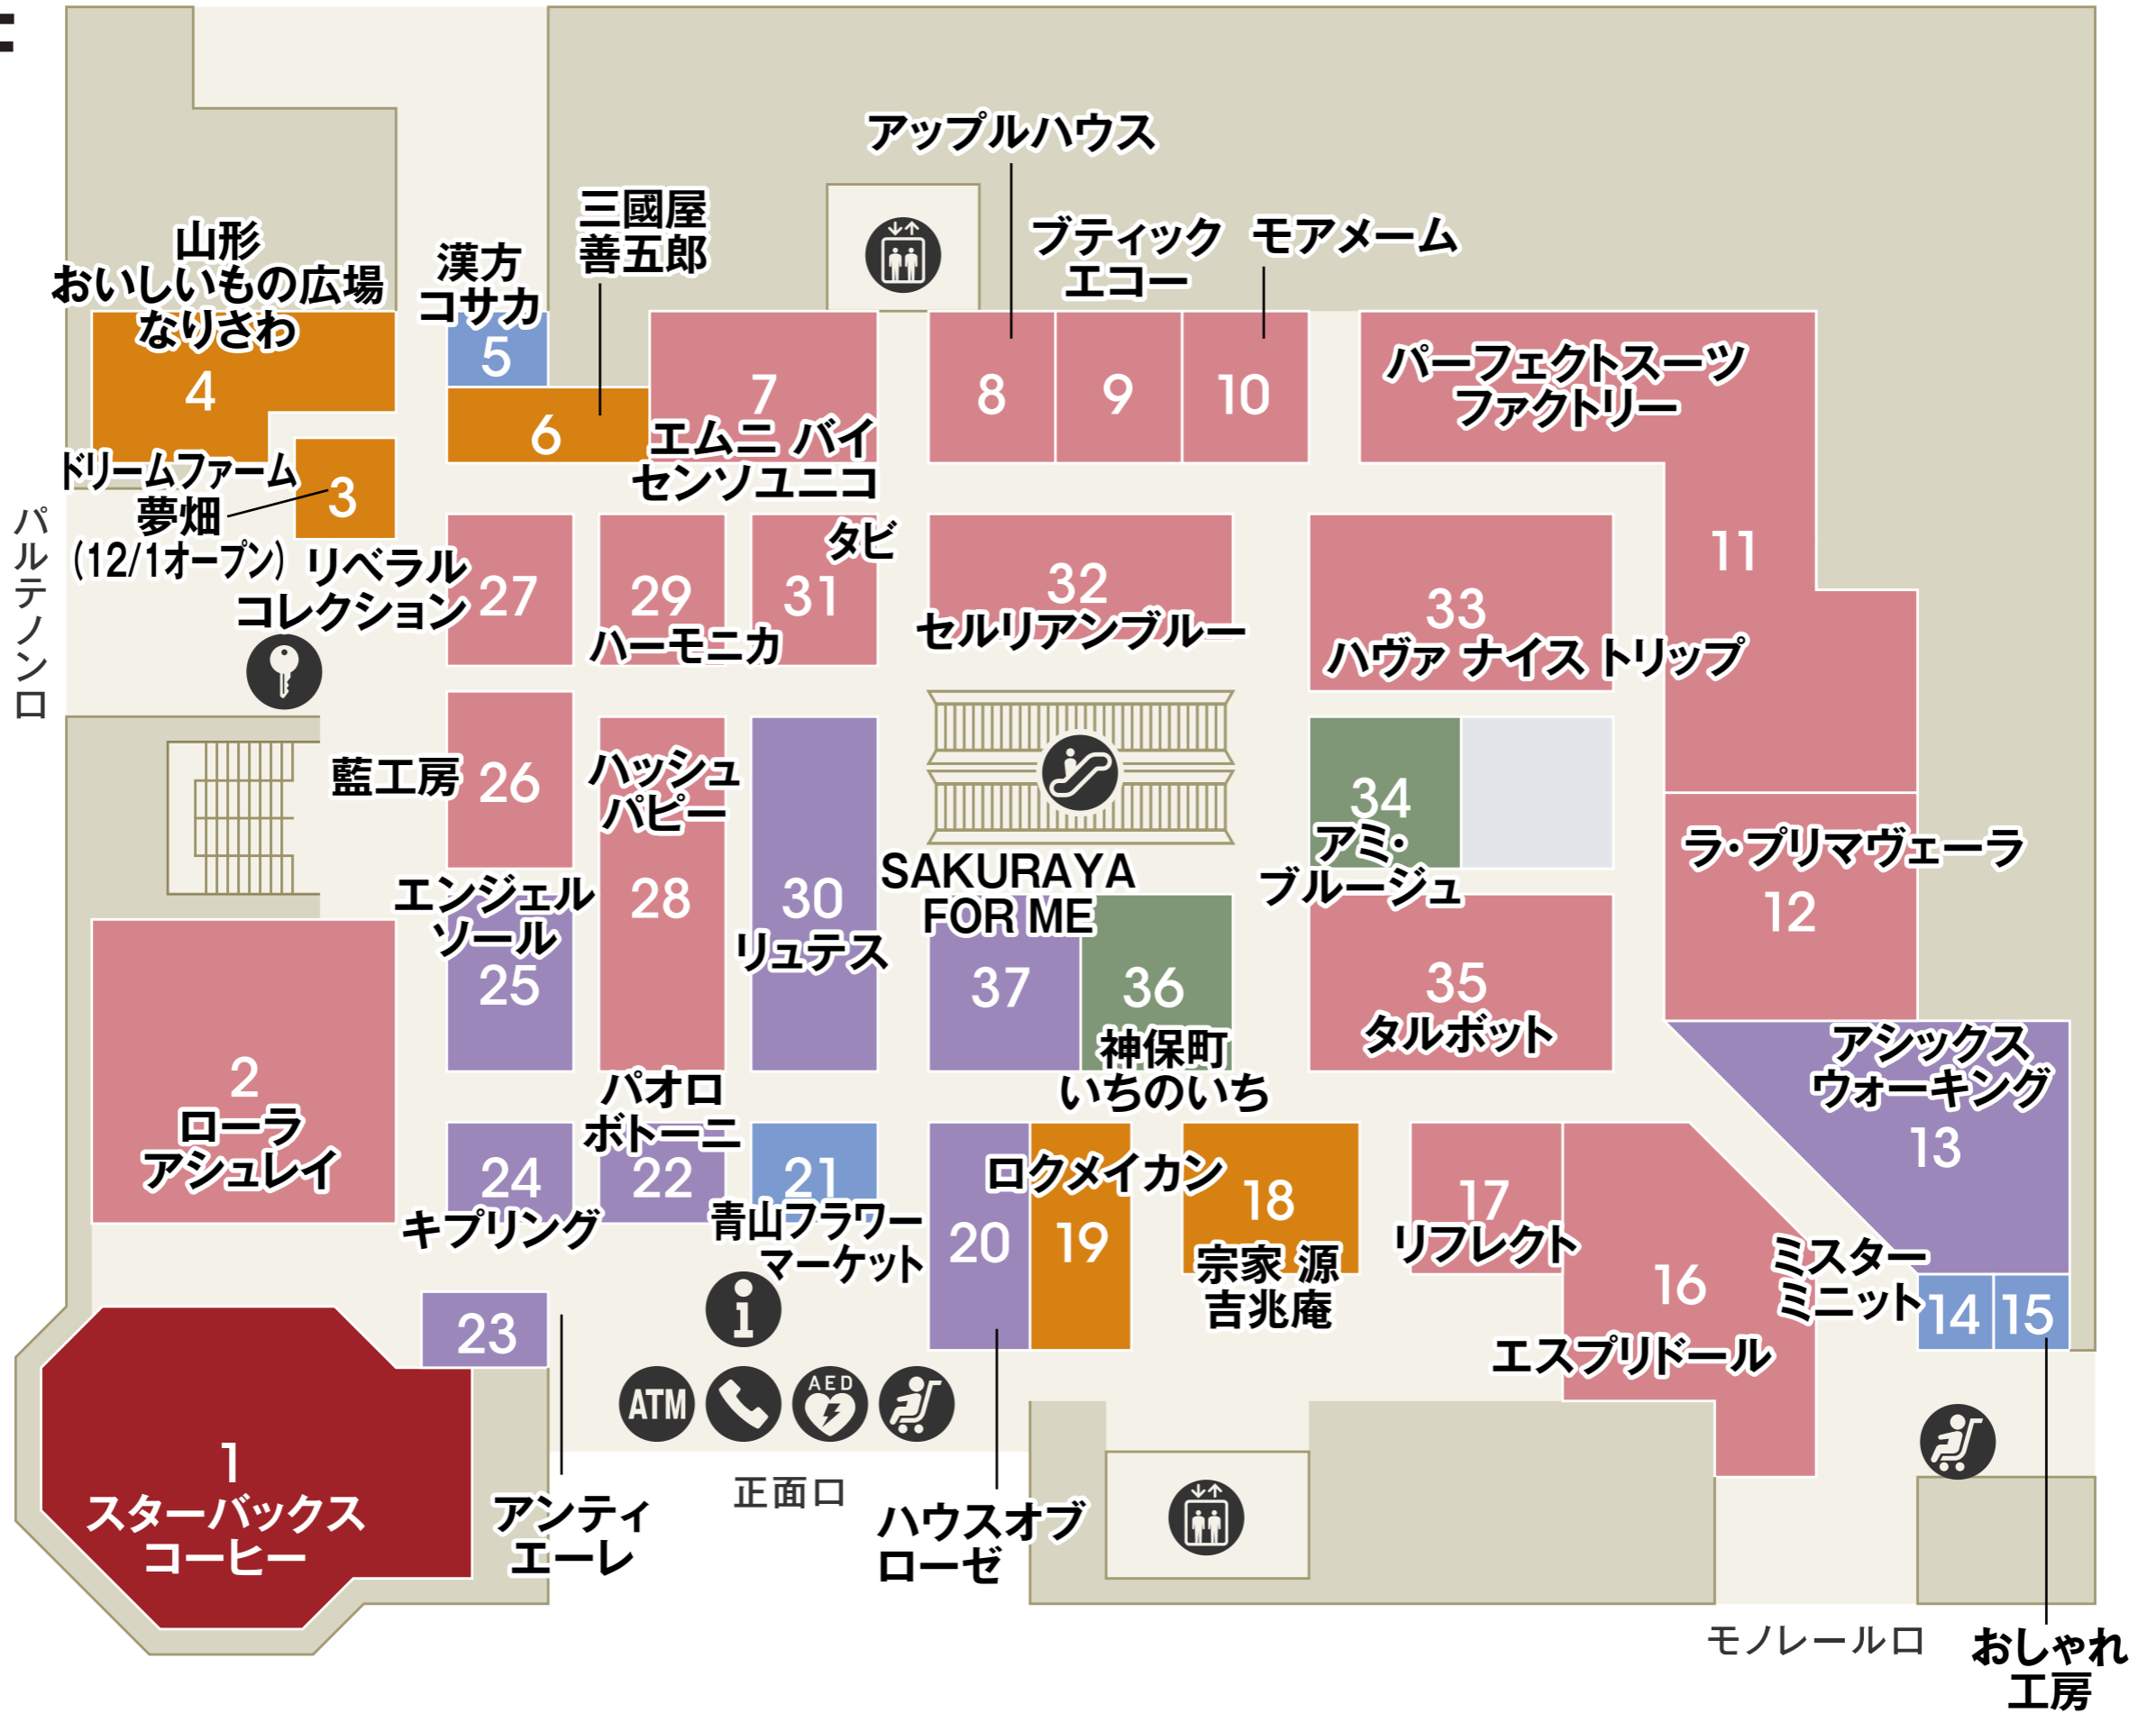 アップルハウス
三國屋
善五郎
ブティック
エコー
モアメーム
山形
おいしいもの広場
なりさわ
4
漢方
コサカ
5
6
7
エムニ バイ
センソユニコ
8
9
10
パーフェクトスーツ
ファクトリー
11
ドリームファーム
夢畑
(12/1オープン)
3
パルテノン口
リベラル
コレクション
27
29
ハーモニカ
タビ
31
32
セルリアンブルー
33
ハヴァ ナイス トリップ
藍工房
26
ハッシュ
パピー
28
30
リュテス
34
アミ・
ブルージュ
ラ・プリマヴェーラ
12
エンジェル
ソール
25
SAKURAYA
FOR ME
37
36
神保町
いちのいち
35
タルボット
アシックス
ウォーキング
13
2
ローラ
アシュレイ
24
キプリング
パオロ
ボトーニ
22
21
青山フラワー
マーケット
20
ロクメイカン
19
18
宗家 源
吉兆庵
17
リフレクト
16
エスプリドール
ミスター
ミニット
14
15
23
ATM
AED
1
スターバックス
コーヒー
アンティ
エーレ
正面口
ハウスオブ
ローゼ
モノレール口
おしゃれ
工房